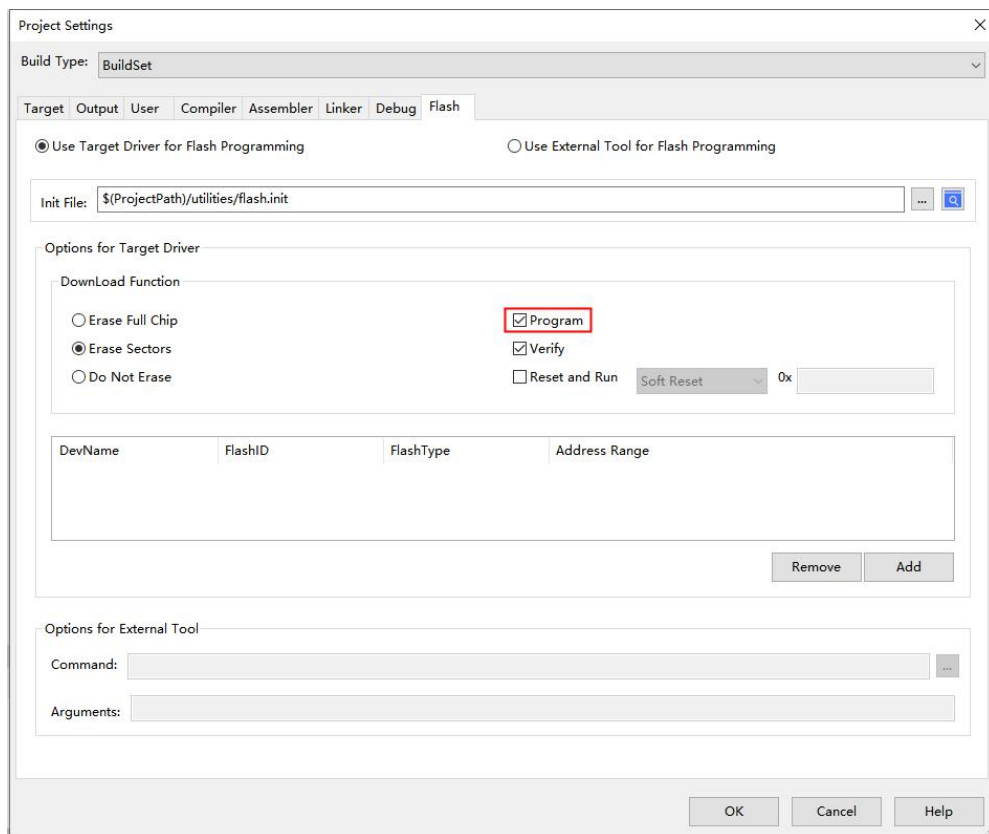 Project Settings
Build Type: BuildSet
Target Output User Compiler Assembler Linker Debug Flash
Use Target Driver for Flash Programming Use External Tool for Flash Programming
Init File: $(ProjectPath)/utilities/flash.init ...
Options for Target Driver
DownLoad Function
Erase Full Chip Program
Erase Sectors Verify
Do Not Erase Reset and Run Soft Reset 0x
DevName FlashID FlashType Address Range
Remove Add
Options for External Tool
Command: ...
Arguments:
OK Cancel Help